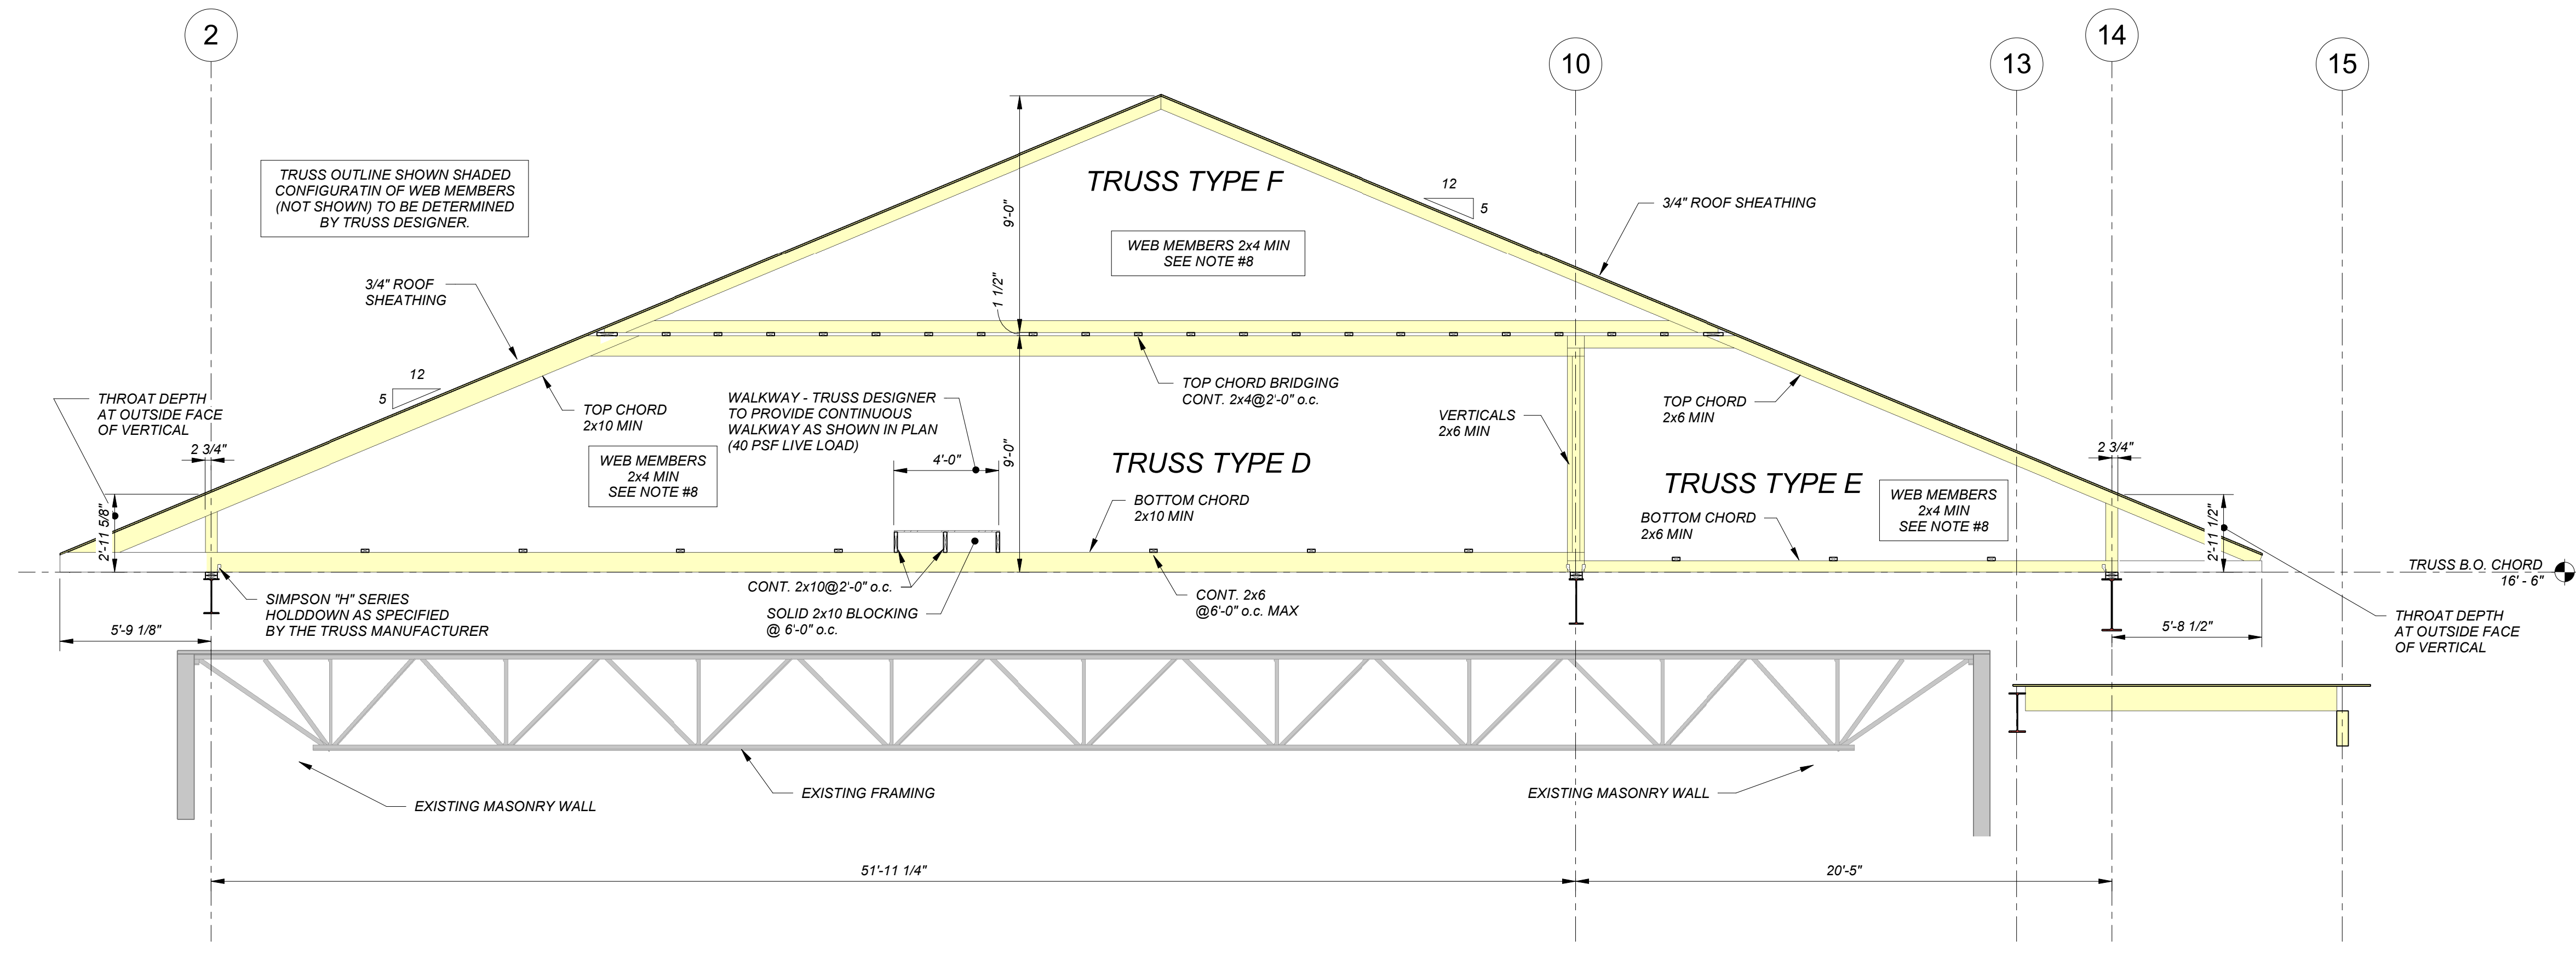 2
10
13
14
15
TRUSS OUTLINE SHOWN SHADED
CONFIGURATIN OF WEB MEMBERS
(NOT SHOWN) TO BE DETERMINED
BY TRUSS DESIGNER.
TRUSS TYPE F
WEB MEMBERS 2x4 MIN
SEE NOTE #8
9'-0"
12
5
3/4" ROOF SHEATHING
3/4" ROOF
SHEATHING
1 1/2"
12
5
THROAT DEPTH
AT OUTSIDE FACE
OF VERTICAL
2 3/4"
2'-11 5/8"
TOP CHORD
2x10 MIN
WEB MEMBERS
2x4 MIN
SEE NOTE #8
WALKWAY - TRUSS DESIGNER
TO PROVIDE CONTINUOUS
WALKWAY AS SHOWN IN PLAN
(40 PSF LIVE LOAD)
4'-0"
9'-0"
TOP CHORD BRIDGING
CONT. 2x4@2'-0" o.c.
TRUSS TYPE D
BOTTOM CHORD
2x10 MIN
VERTICALS
2x6 MIN
TOP CHORD
2x6 MIN
TRUSS TYPE E
BOTTOM CHORD
2x6 MIN
WEB MEMBERS
2x4 MIN
SEE NOTE #8
2 3/4"
2'-11 1/2"
TRUSS B.O. CHORD
16' - 6"
THROAT DEPTH
AT OUTSIDE FACE
OF VERTICAL
5'-9 1/8"
SIMPSON "H" SERIES
HOLDDOWN AS SPECIFIED
BY THE TRUSS MANUFACTURER
CONT. 2x10@2'-0" o.c.
SOLID 2x10 BLOCKING
@ 6'-0" o.c.
CONT. 2x6
@6'-0" o.c. MAX
5'-8 1/2"
EXISTING MASONRY WALL
EXISTING FRAMING
EXISTING MASONRY WALL
51'-11 1/4"
20'-5"